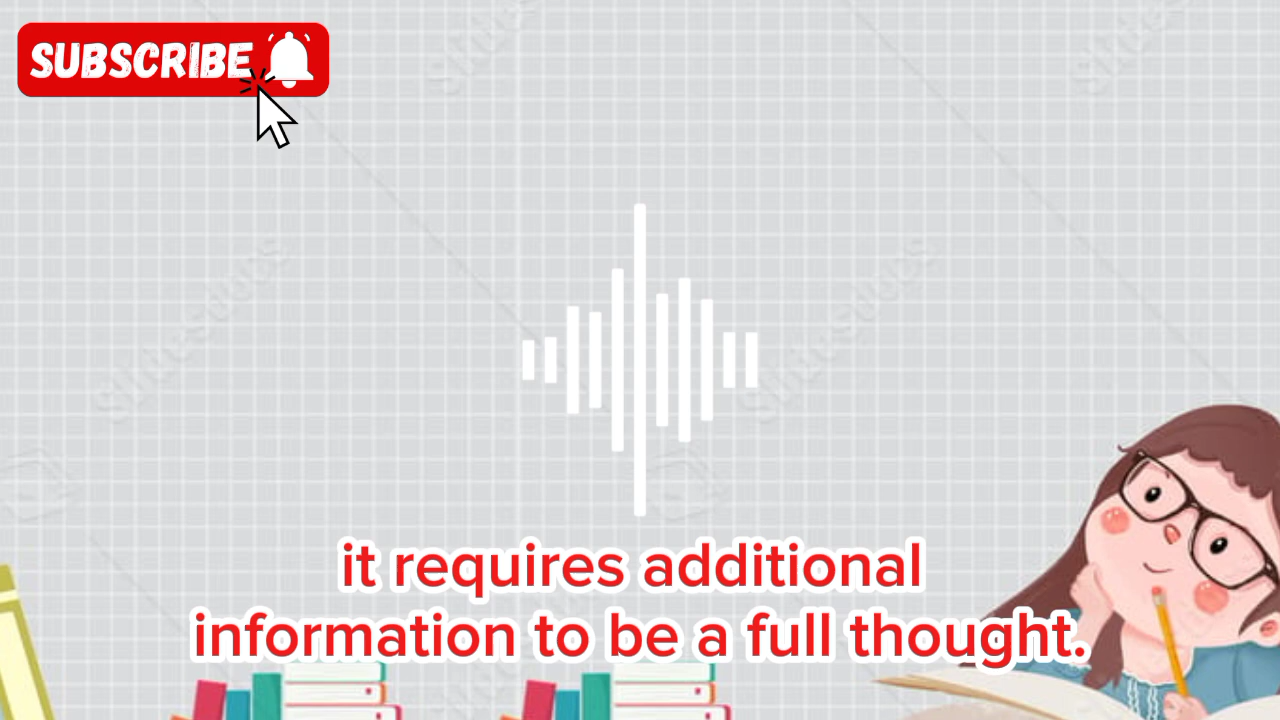 SUBSCRIBE
it requires additional
information to be a full thought.